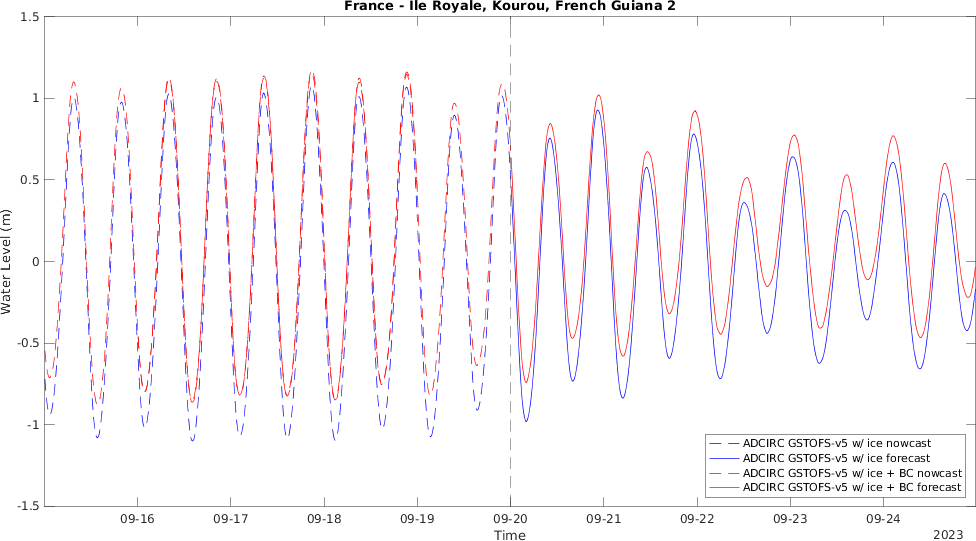 France - Ile Royale, Kourou, French Guiana 2
1.5
1
0.5
0
-0.5
-1
-1.5
Water Level (m)
ADCIRC GSTOFS-v5 w/ ice nowcast
ADCIRC GSTOFS-v5 w/ ice forecast
ADCIRC GSTOFS-v5 w/ ice + BC nowcast
ADCIRC GSTOFS-v5 w/ ice + BC forecast
09-16 09-17 09-18 09-19 09-20 09-21 09-22 09-23 09-24
Time
2023